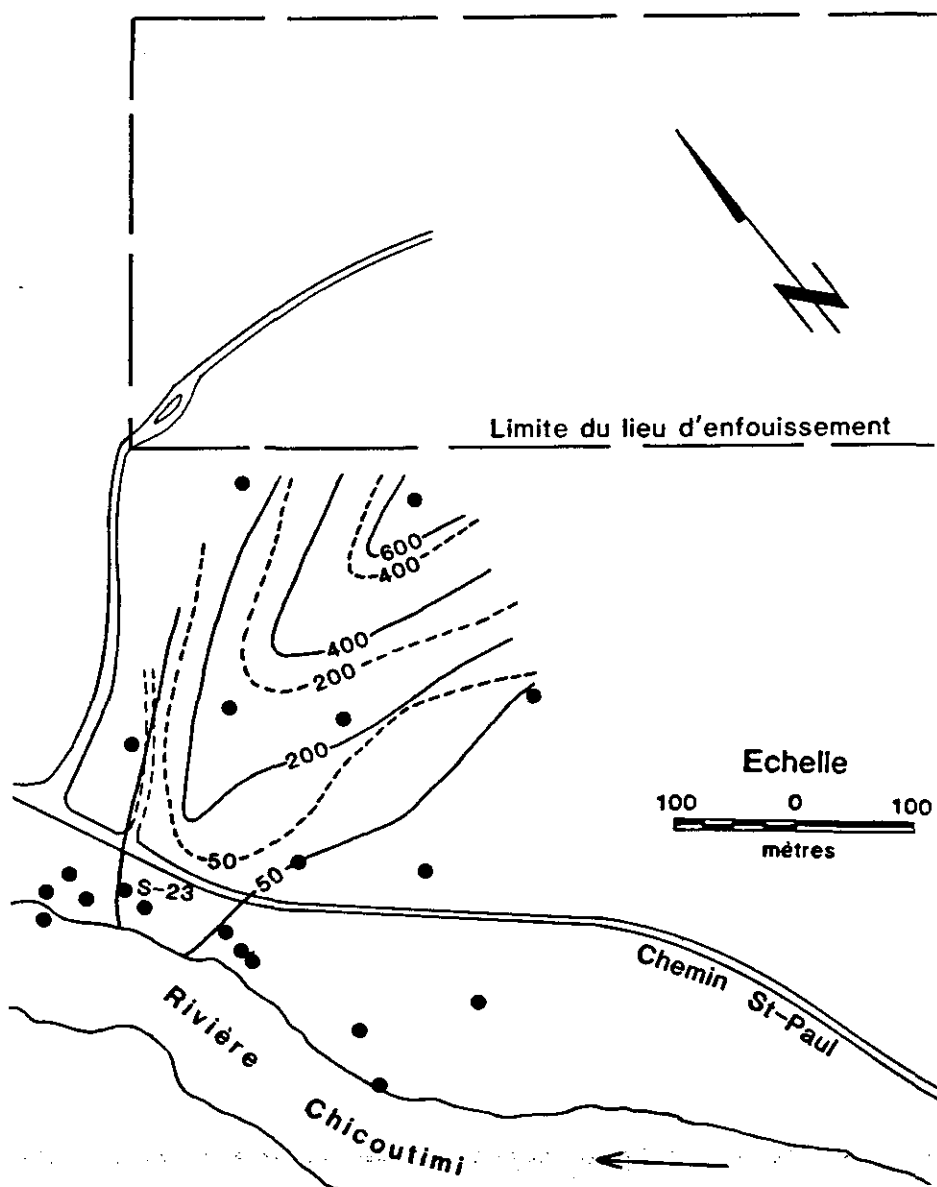 Limite du lieu d'enfouissement
600
400
400
200
200
Echelle
100 0 100
mètres
50
50
S-23
Chemin St-Paul
Rivière Chicoutimi